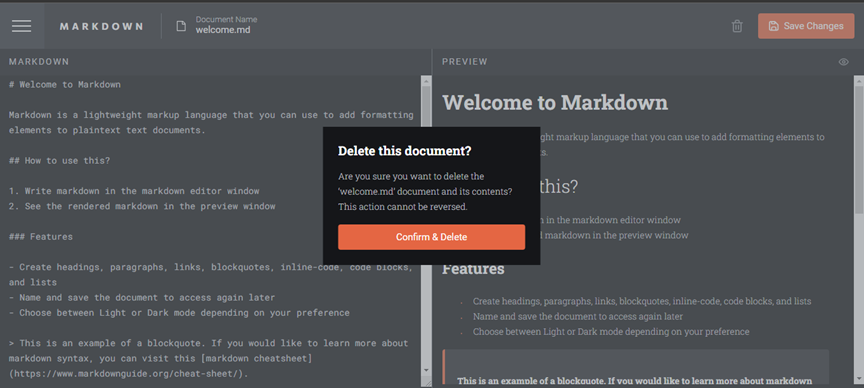 MARKDOWN
Document Name
welcome.md
Save Changes
MARKDOWN
# Welcome to Markdown
Markdown is a lightweight markup language that you can use to add formatting
elements to plaintext text documents.
## How to use this?
1. Write markdown in the markdown editor window
2. See the rendered markdown in the preview window
### Features
- Create headings, paragraphs, links, blockquotes, inline-code, code blocks,
and lists
- Name and save the document to access again later
- Choose between Light or Dark mode depending on your preference
> This is an example of a blockquote. If you would like to learn more about
markdown syntax, you can visit this [markdown cheatsheet]
(https://www.markdownguide.org/cheat-sheet/).
Delete this document?
Are you sure you want to delete the
‘welcome.md’ document and its contents?
This action cannot be reversed.
Confirm & Delete
PREVIEW
Welcome to Markdown
markup language that you can use to add formatting elements to
this?
in the markdown editor window
markdown in the preview window
Features
Create headings, paragraphs, links, blockquotes, inline-code, code blocks, and lists
Name and save the document to access again later
Choose between Light or Dark mode depending on your preference
This is an example of a blockquote. If you would like to learn more about markdown